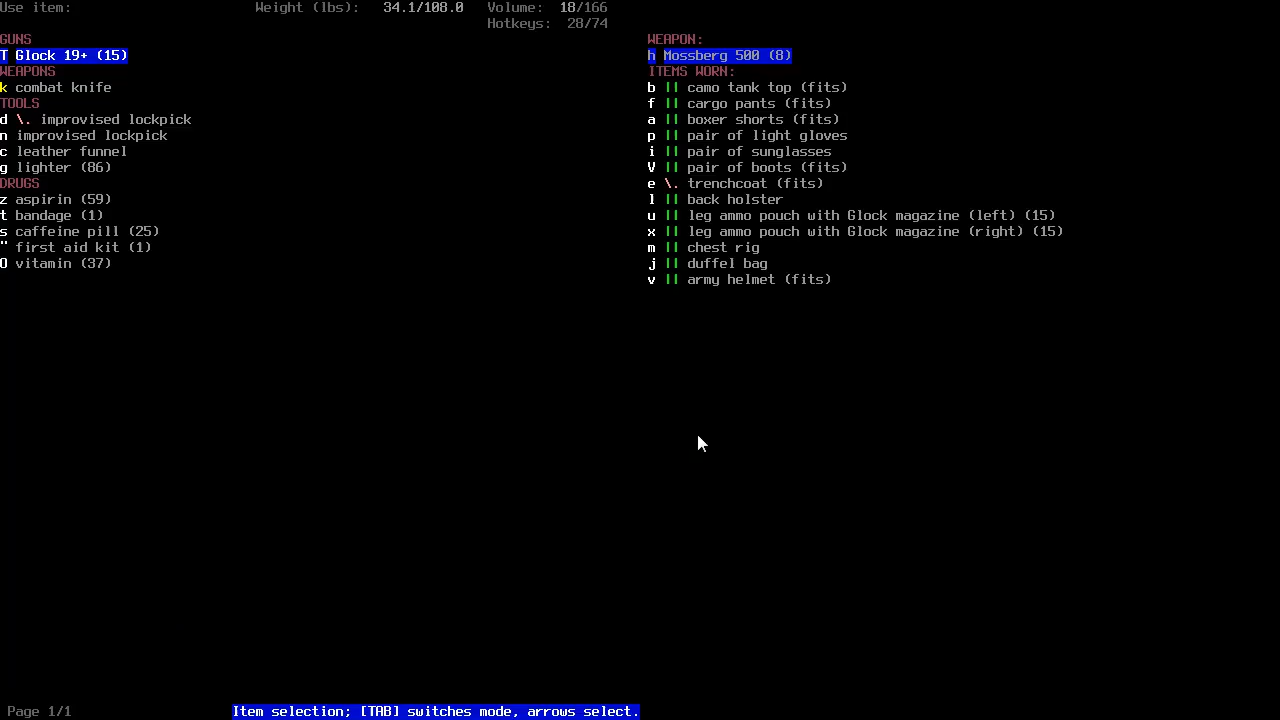 Use item: Weight (lbs): 34.1/108.0 Volume: 18/166
Hotkeys: 28/74
GUNS
T Glock 19+ (15)
WEAPONS
k combat knife
TOOLS
d \. improvised lockpick
n improvised lockpick
c leather funnel
g lighter (86)
DRUGS
z aspirin (59)
t bandage (1)
s caffeine pill (25)
" first aid kit (1)
O vitamin (37)
WEAPON:
h Mossberg 500 (8)
ITEMS WORN:
b || camo tank top (fits)
f || cargo pants (fits)
a || boxer shorts (fits)
p || pair of light gloves
i || pair of sunglasses
V || pair of boots (fits)
e \. trenchcoat (fits)
l || back holster
u || leg ammo pouch with Glock magazine (left) (15)
x || leg ammo pouch with Glock magazine (right) (15)
m || chest rig
j || duffel bag
v || army helmet (fits)
Page 1/1 Item selection; [TAB] switches mode, arrows select.